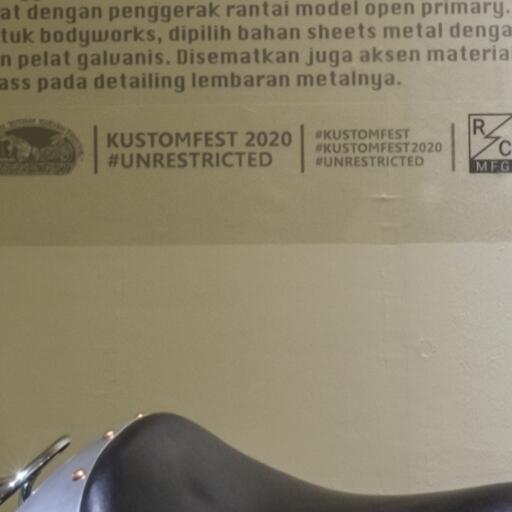 at dengan penggerak rantai model open primary.
tuk bodyworks, dipilih bahan sheets metal denga
n pelat galvanis. Disematkan juga aksen materia
ass pada detailing lembaran metalnya.
KUSTOMFEST 2020
#UNRESTRICTED
#KUSTOMFEST
#KUSTOMFEST2020
#UNRESTRICTED
R
C
MFG